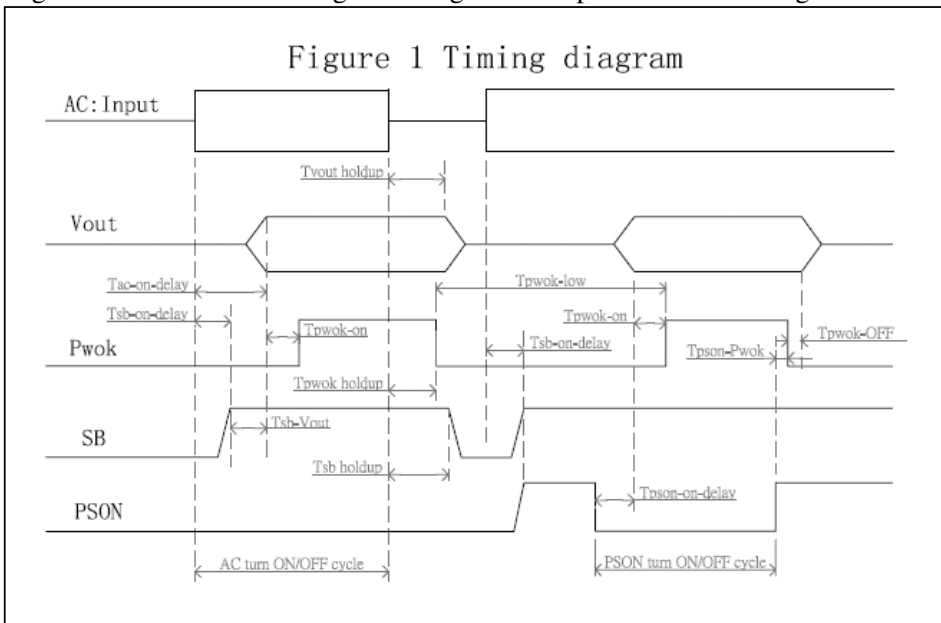 Figure 1 Timing diagram
AC:Input
Tvout holdup
Vout
Tac-on-delay
Tpwok-low
Tsb-on-delay
Tpwok-on
Tpwok-on
Tpwok-OFF
Pwok
Tsb-on-delay
Tpson-Pwok
Tpwok holdup
Tsb-Vout
SB
Tsb holdup
Tpson-on-delay
PSON
AC turn ON/OFF cycle
PSON turn ON/OFF cycle